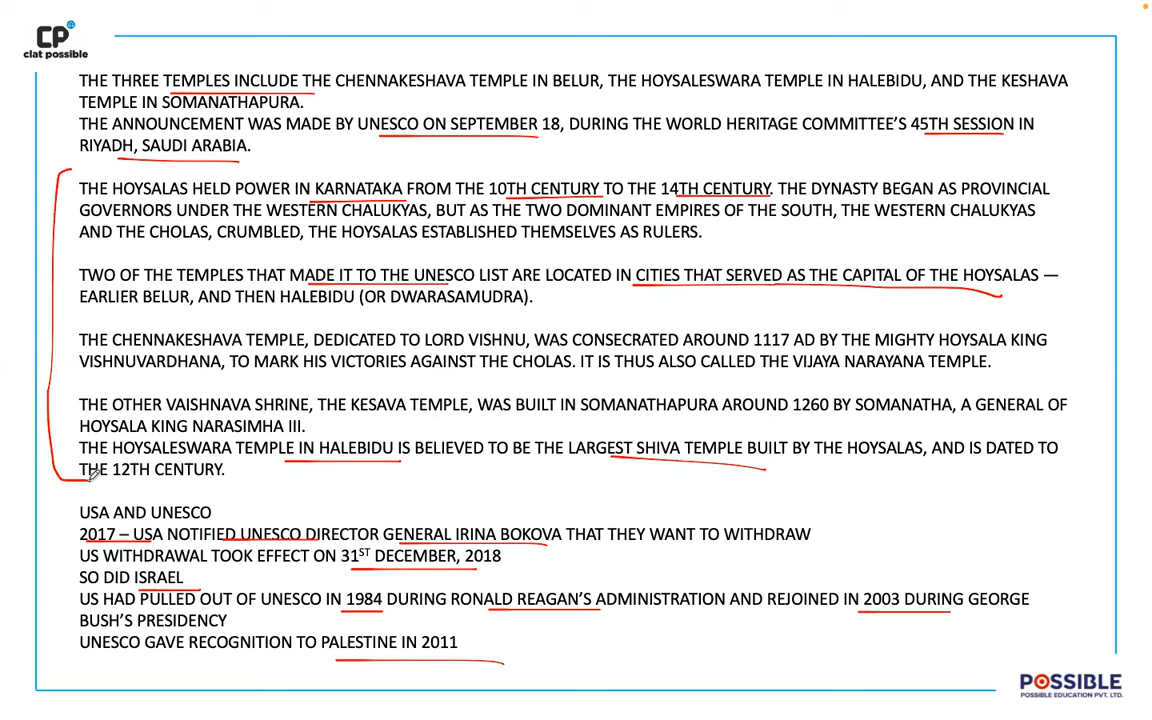 CP
clat possible
THE THREE TEMPLES INCLUDE THE CHENNAKESHAVA TEMPLE IN BELUR, THE HOYSALESWARA TEMPLE IN HALEBIDU, AND THE KESHAVA
TEMPLE IN SOMANATHAPURA.
THE ANNOUNCEMENT WAS MADE BY UNESCO ON SEPTEMBER 18, DURING THE WORLD HERITAGE COMMITTEE'S 45TH SESSION IN
RIYADH, SAUDI ARABIA.
THE HOYSALAS HELD POWER IN KARNATAKA FROM THE 10TH CENTURY TO THE 14TH CENTURY. THE DYNASTY BEGAN AS PROVINCIAL
GOVERNORS UNDER THE WESTERN CHALUKYAS, BUT AS THE TWO DOMINANT EMPIRES OF THE SOUTH, THE WESTERN CHALUKYAS
AND THE CHOLAS, CRUMBLED, THE HOYSALAS ESTABLISHED THEMSELVES AS RULERS.
TWO OF THE TEMPLES THAT MADE IT TO THE UNESCO LIST ARE LOCATED IN CITIES THAT SERVED AS THE CAPITAL OF THE HOYSALAS —
EARLIER BELUR, AND THEN HALEBIDU (OR DWARASAMUDRA).
THE CHENNAKESHAVA TEMPLE, DEDICATED TO LORD VISHNU, WAS CONSECRATED AROUND 1117 AD BY THE MIGHTY HOYSALA KING
VISHNUVARDHANA, TO MARK HIS VICTORIES AGAINST THE CHOLAS. IT IS THUS ALSO CALLED THE VIJAYA NARAYANA TEMPLE.
THE OTHER VAISHNAVA SHRINE, THE KESAVA TEMPLE, WAS BUILT IN SOMANATHAPURA AROUND 1260 BY SOMANATHA, A GENERAL OF
HOYSALA KING NARASIMHA III.
THE HOYSALESWARA TEMPLE IN HALEBIDU IS BELIEVED TO BE THE LARGEST SHIVA TEMPLE BUILT BY THE HOYSALAS, AND IS DATED TO
THE 12TH CENTURY.
USA AND UNESCO
2017 – USA NOTIFIED UNESCO DIRECTOR GENERAL IRINA BOKOVA THAT THEY WANT TO WITHDRAW
US WITHDRAWAL TOOK EFFECT ON 31ST DECEMBER, 2018
SO DID ISRAEL
US HAD PULLED OUT OF UNESCO IN 1984 DURING RONALD REAGAN'S ADMINISTRATION AND REJOINED IN 2003 DURING GEORGE
BUSH'S PRESIDENCY
UNESCO GAVE RECOGNITION TO PALESTINE IN 2011
POSSIBLE
POSSIBLE EDUCATION PVT. LTD.